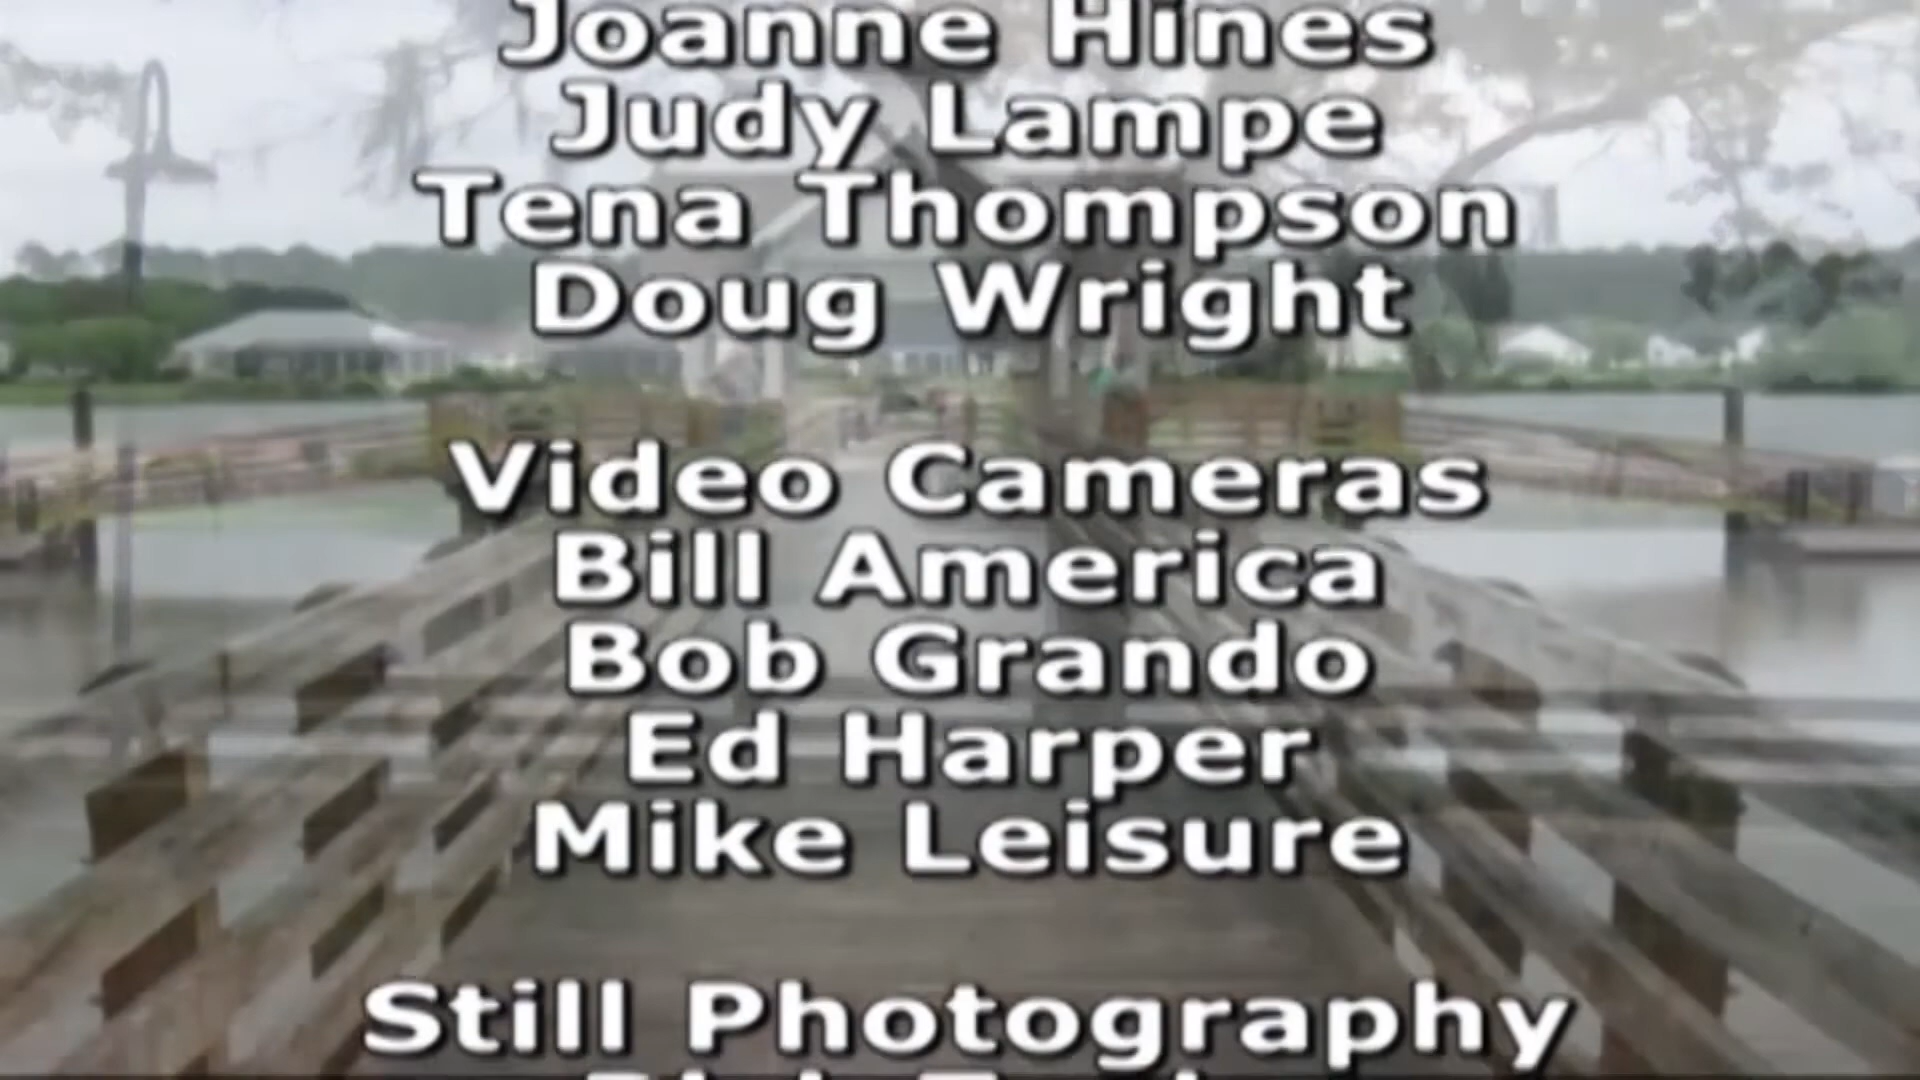 Joanne Hines
Judy Lampe
Tena Thompson
Doug Wright
Video Cameras
Bill America
Bob Grando
Ed Harper
Mike Leisure
Still Photography